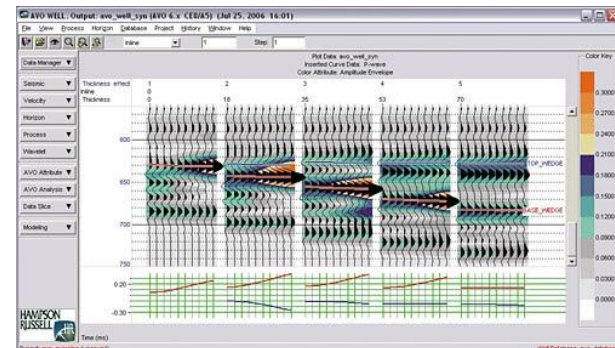 AVO WELL, Output: avo_well_syn (AVO 6.x CE8/A5) (Jul 25, 2006 16:01)
File View Process Horizon Database Project History Window Help
Inline 1 Step: 1
Data Manager
Seismic
Velocity
Horizon
Process
Wavelet
AVO Attribute
AVO Analysis
Data Slice
Modeling
HAMPSON
RUSSELL
Plot Data: avo_well_syn
Inserted Curve Data: P-wave
Color Attribute: Amplitude Envelope
Thickness effect 1 2 3 4 5
Inline 0
Thickness 0 18 35 53 70
600
650
700
750
TOP_WEDGE
BASE_WEDGE
0.20
-0.30
Time (ms)
Color Key
0.3000
0.2700
0.2400
0.2100
0.1800
0.1500
0.1200
0.0900
0.0600
0.0300
0.0000